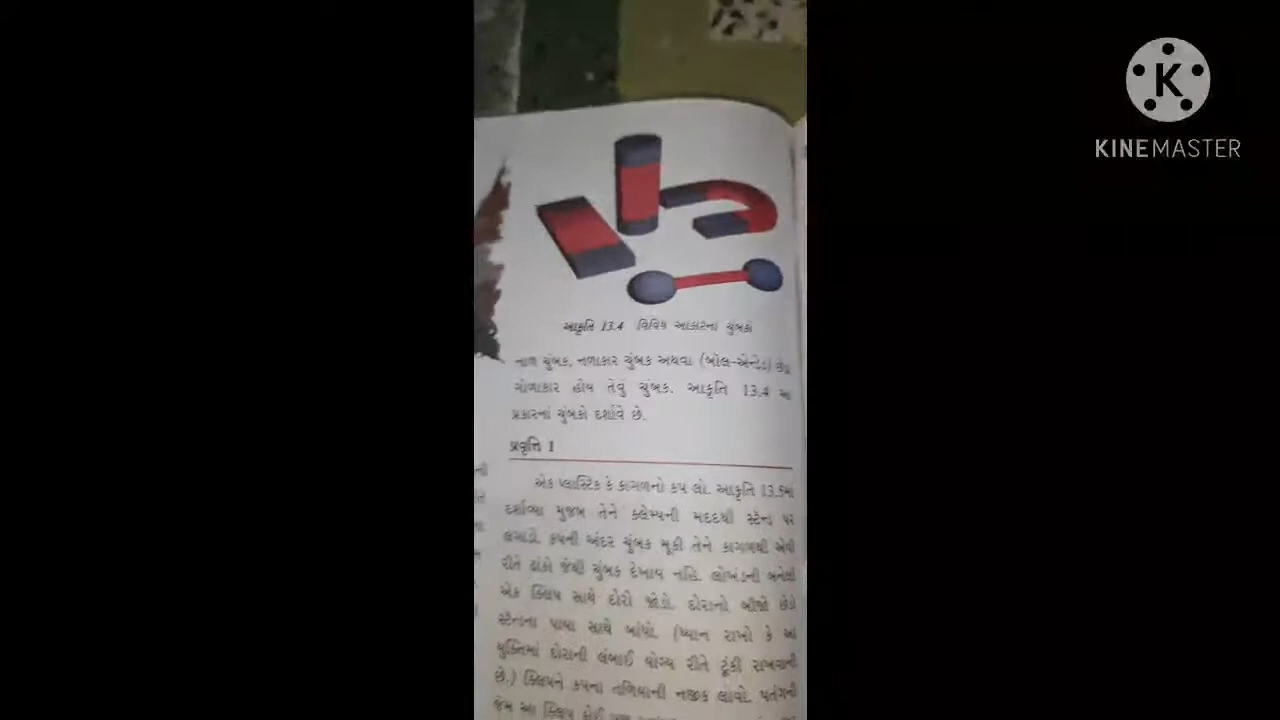 KINEMASTER
આકૃતિ 13.4 વિવિધ આકારના ચુંબકો
નાળ ચુંબક, નળાકાર ચુંબક અથવા (બોલ-એન્ડેડ) છેડા
ગોળાકાર હોય તેવું ચુંબક. આકૃતિ 13.4 આ
પ્રકારનાં ચુંબકો દર્શાવે છે.
પ્રવૃત્તિ 1
એક પ્લાસ્ટિક કે કાગળનો કપ લો. આકૃતિ 13.5માં
દર્શાવ્યા મુજબ તેને ક્લેમ્પની મદદથી સ્ટૅન્ડ પર
લગાડો. કપની અંદર ચુંબક મૂકી તેને કાગળથી એવી
રીતે ઢાંકો જેથી ચુંબક દેખાય નહિ. લોખંડની બનેલી
એક ક્લિપ સાથે દોરી જોડો. દોરાનો બીજો છેડો
સ્ટૅન્ડના પાયા સાથે બાંધો. (ધ્યાન રાખો કે આ
યુક્તિમાં દોરાની લંબાઈ યોગ્ય રીતે ટૂંકી રાખવાની
છે.) ક્લિપને કપના તળિયાની નજીક લાવો. પતંગની
જેમ આ ક્લિપ કોઈ પણ